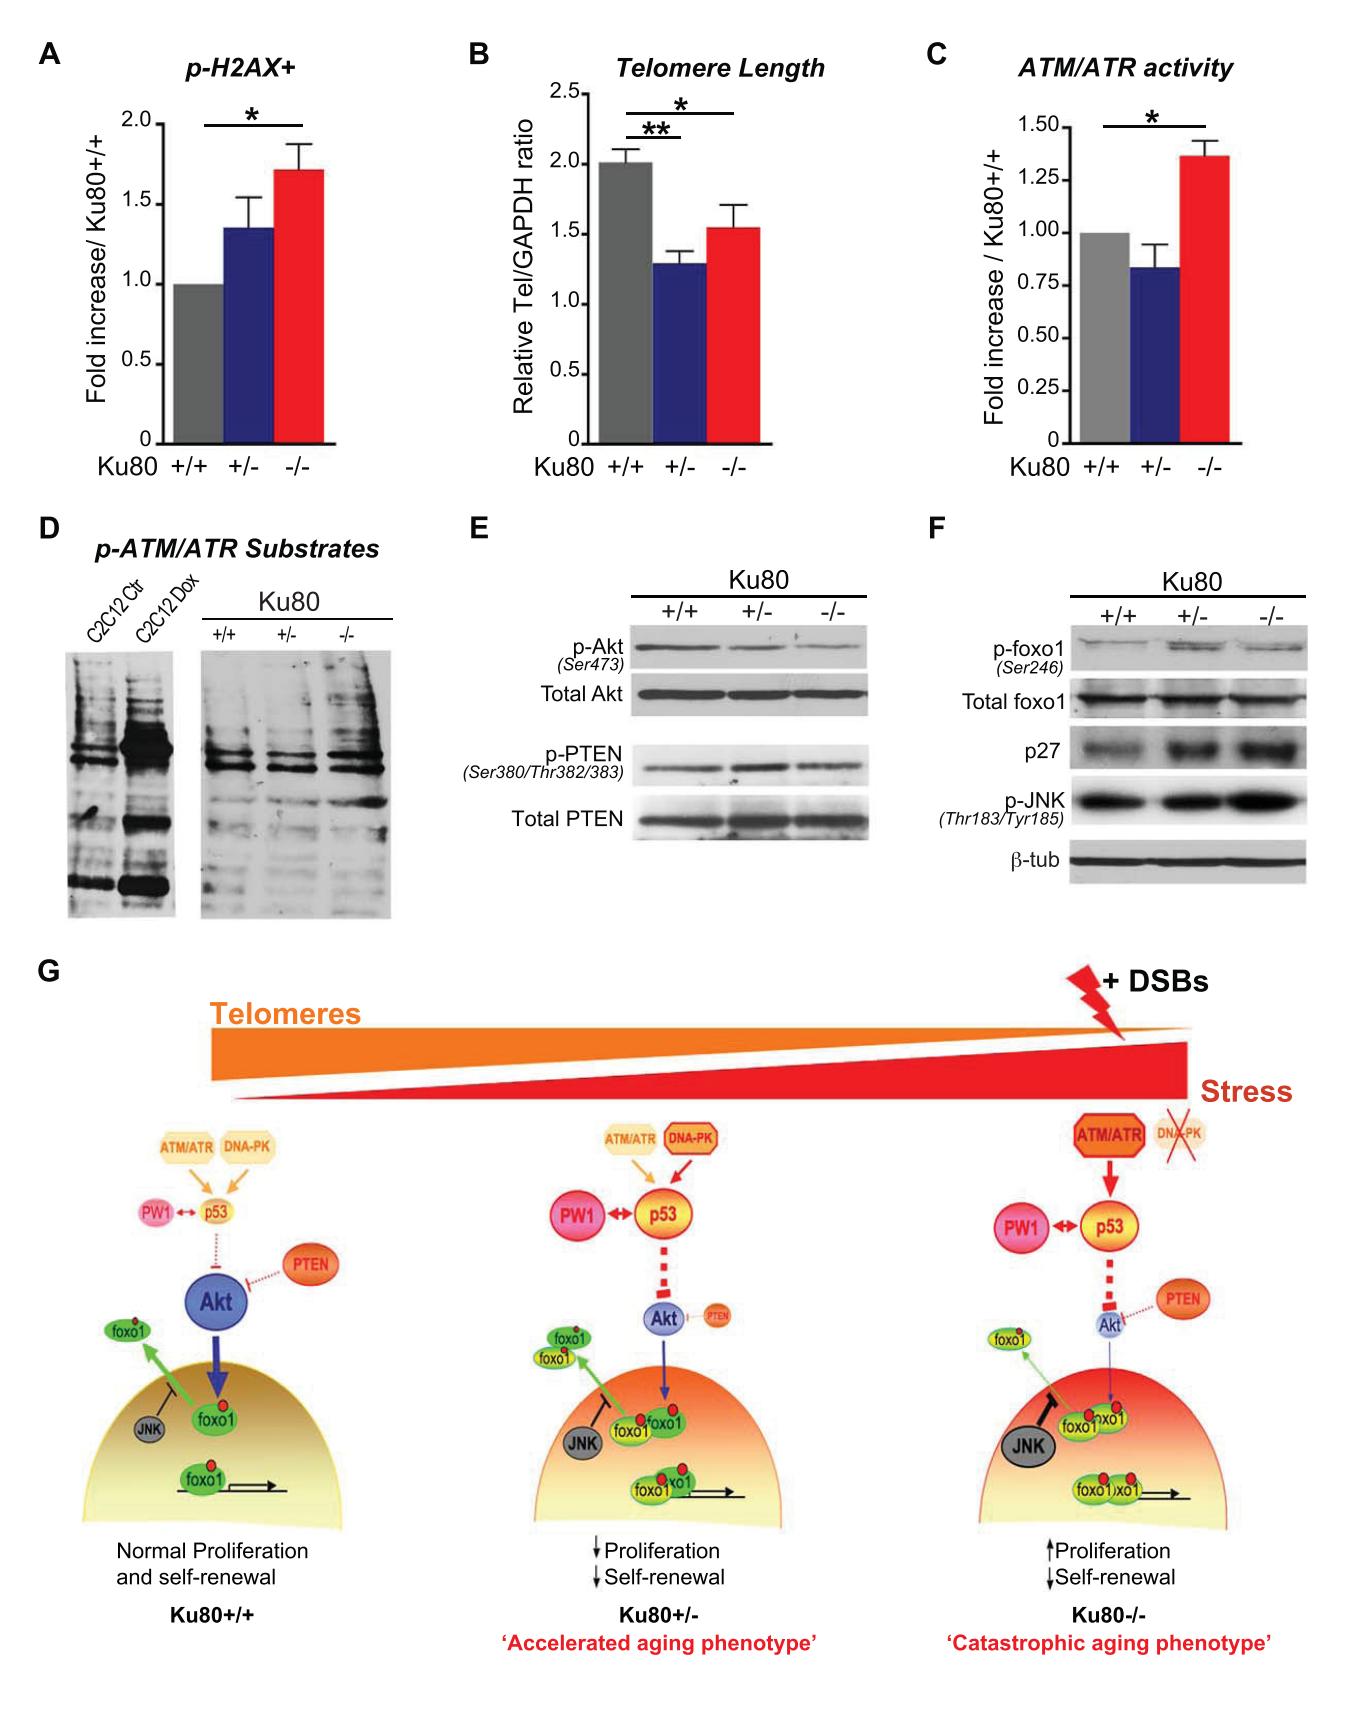 A
p-H2AX+
Fold increase/ Ku80+/+
2.0
1.5
1.0
0.5
0
*
Ku80 +/+ +/- -/-
B
Telomere Length
Relative Tel/GAPDH ratio
2.5
2.0
1.5
1.0
0.5
0
*
**
Ku80 +/+ +/- -/-
C
ATM/ATR activity
Fold increase / Ku80+/+
1.50
1.25
1.00
0.75
0.50
0.25
0
*
Ku80 +/+ +/- -/-
D
p-ATM/ATR Substrates
C2C12 Ctr
C2C12 Dox
Ku80
+/+ +/- -/-
E
Ku80
+/+ +/- -/-
p-Akt
(Ser473)
Total Akt
p-PTEN
(Ser380/Thr382/383)
Total PTEN
F
Ku80
+/+ +/- -/-
p-foxo1
(Ser246)
Total foxo1
p27
p-JNK
(Thr183/Tyr185)
β-tub
G
+ DSBs
Telomeres
Stress
ATM/ATR DNA-PK
PW1 p53
PTEN
Akt
foxo1
foxo1
JNK
foxo1
Normal Proliferation
and self-renewal
Ku80+/+
ATM/ATR DNA-PK
PW1 p53
Akt PTEN
foxo1
foxo1
foxo1 foxo1
JNK
foxo1 xo1
↓Proliferation
↓Self-renewal
Ku80+/-
‘Accelerated aging phenotype’
ATM/ATR DNA-PK
PW1 p53
PTEN
Akt
foxo1
foxo1 oxo1
JNK
foxo1 oxo1
↑Proliferation
↓Self-renewal
Ku80-/-
‘Catastrophic aging phenotype’